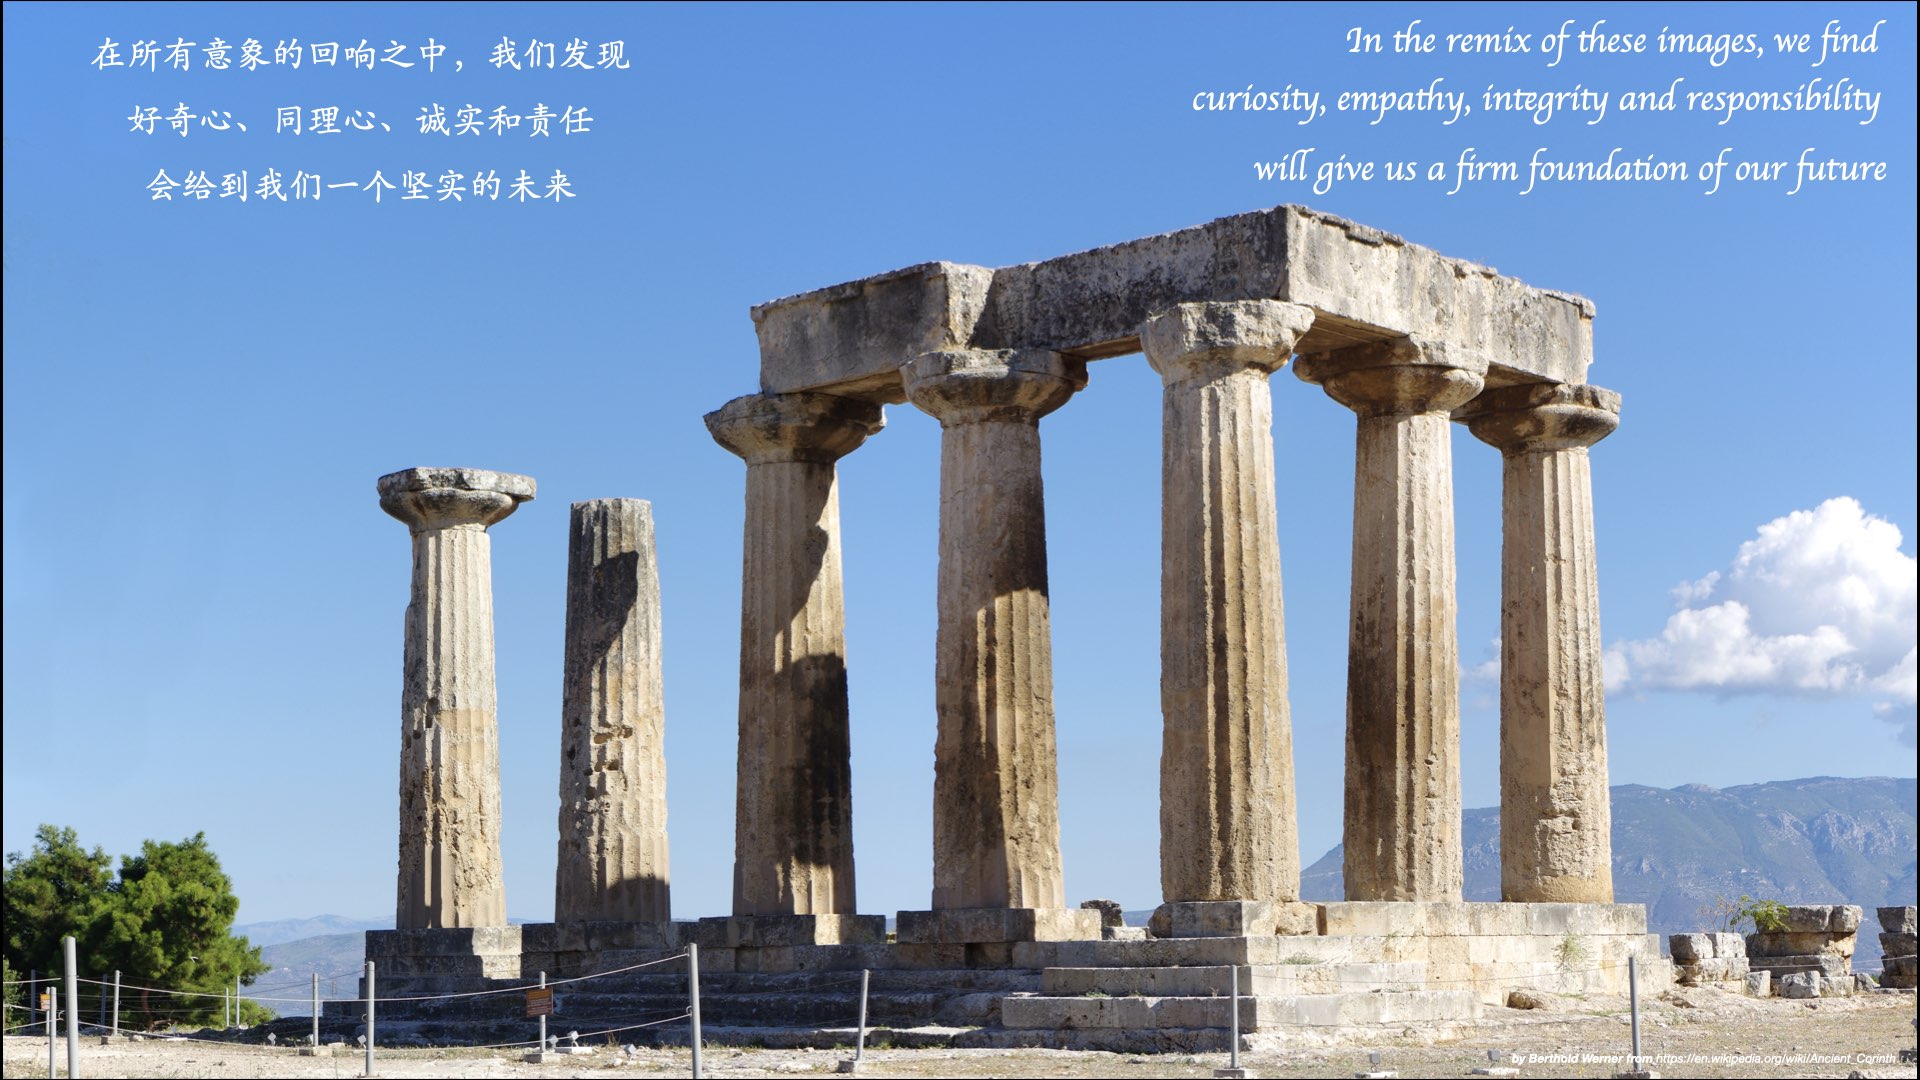 在所有意象的回响之中，我们发现
好奇心、同理心、诚实和责任
会给到我们一个坚实的未来
In the remix of these images, we find
curiosity, empathy, integrity and responsibility
will give us a firm foundation of our future
by Berthold Werner from https://en.wikipedia.org/wiki/Ancient_Corinth